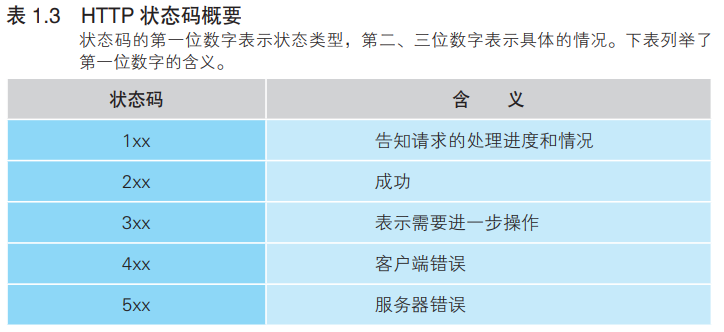 表 1.3 HTTP 状态码概要
状态码的第一位数字表示状态类型，第二、三位数字表示具体的情况。下表列举了
第一位数字的含义。
状态码 含 义
1xx 告知请求的处理进度和情况
2xx 成功
3xx 表示需要进一步操作
4xx 客户端错误
5xx 服务器错误